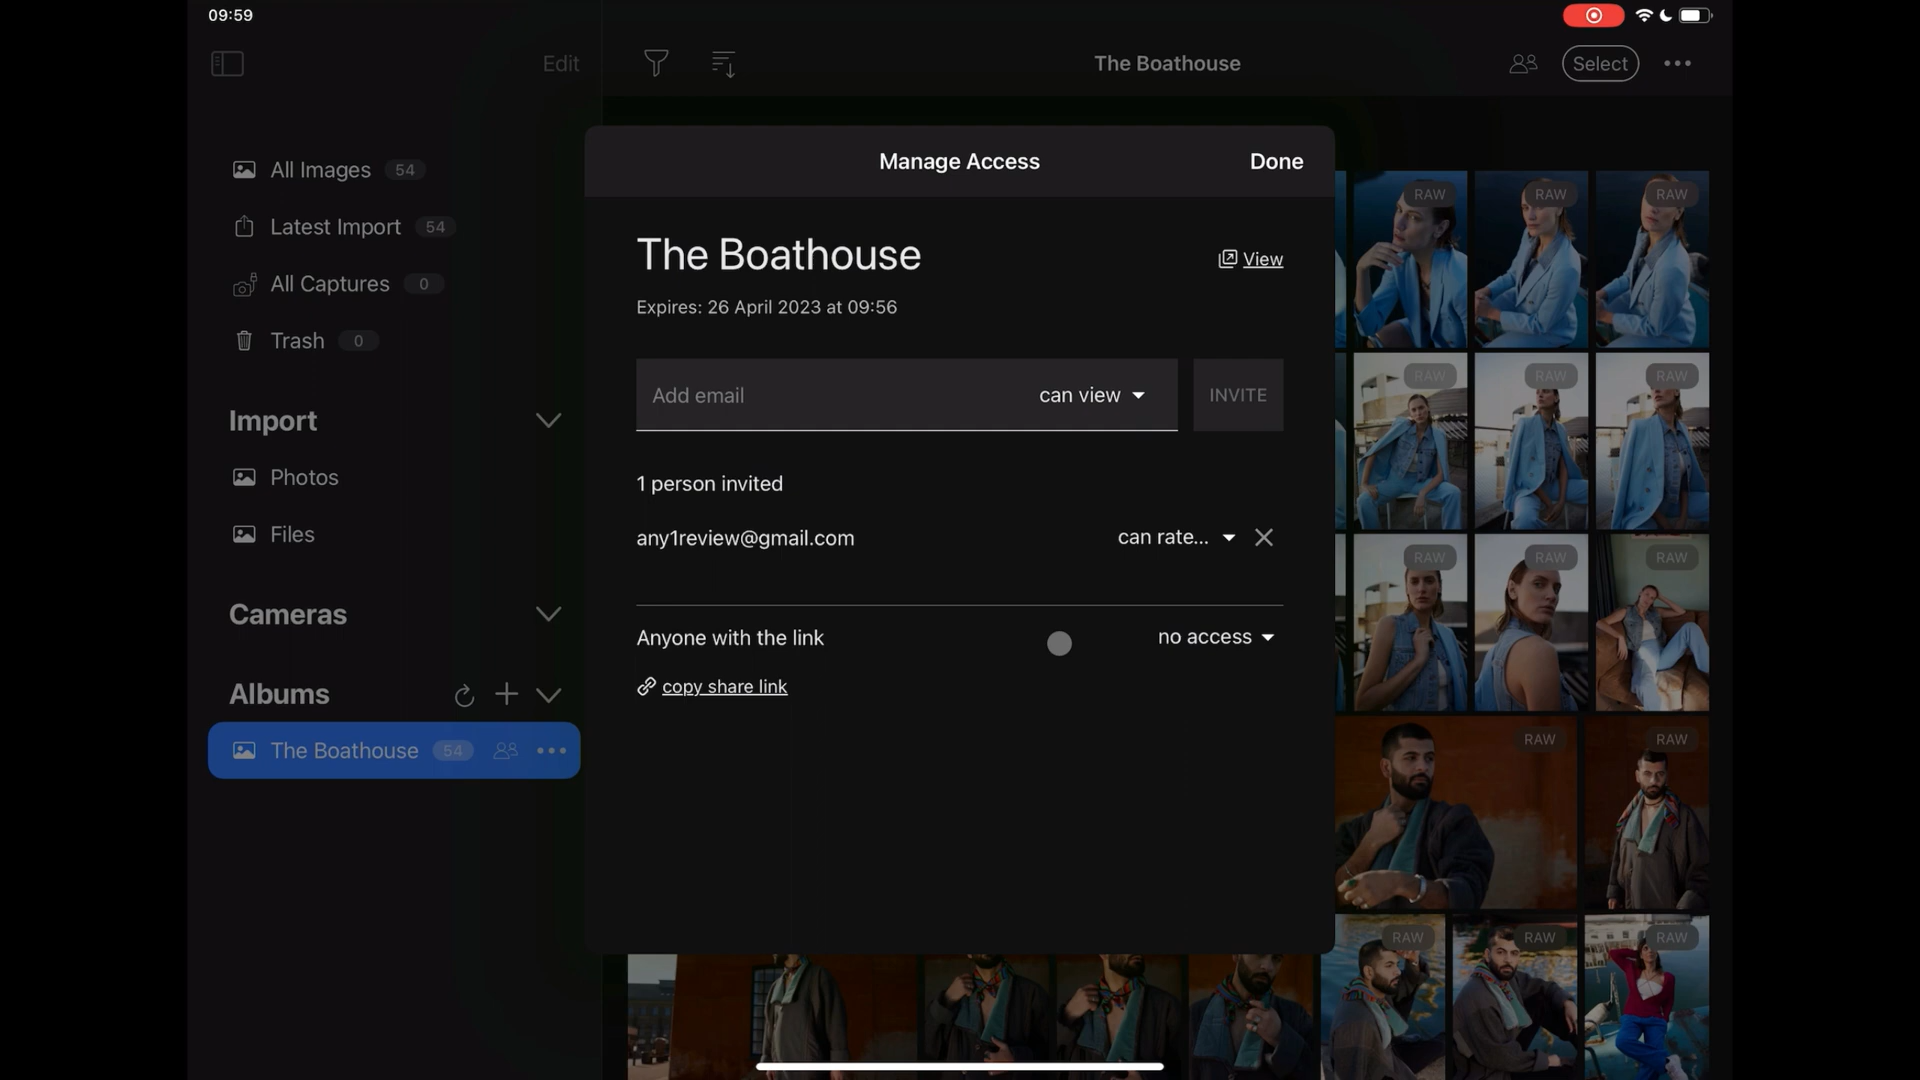 09:59
Edit
The Boathouse
Select
All Images 54
Latest Import 54
All Captures 0
Trash 0
Import
Photos
Files
Cameras
Albums
The Boathouse 54
Manage Access
Done
The Boathouse
View
Expires: 26 April 2023 at 09:56
Add email
can view
INVITE
1 person invited
any1review@gmail.com
can rate...
Anyone with the link
no access
copy share link
RAW RAW RAW
RAW RAW RAW
RAW RAW RAW
RAW RAW
RAW RAW RAW